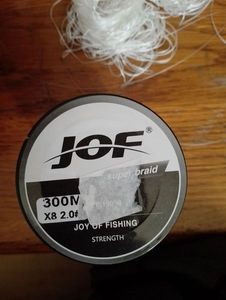 JOF®
super braid
300M
X8 2.0#
JOY OF FISHING
STRENGTH